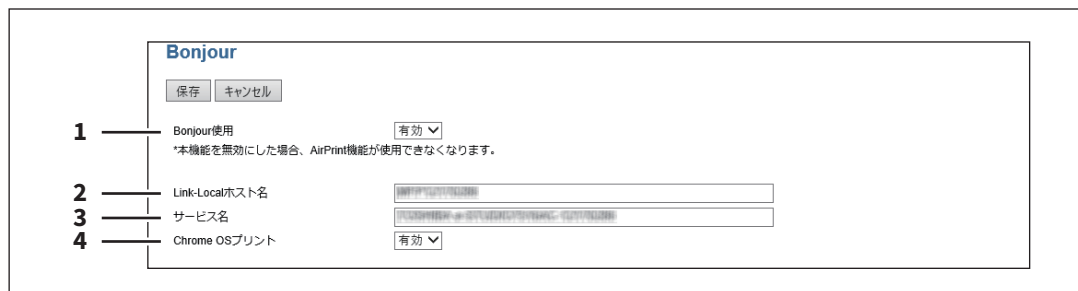 Bonjour
保存 キャンセル
1 Bonjour使用 有効
*本機能を無効にした場合、AirPrint機能が使用できなくなります。
2 Link-Localホスト名
3 サービス名
4 Chrome OSプリント 有効